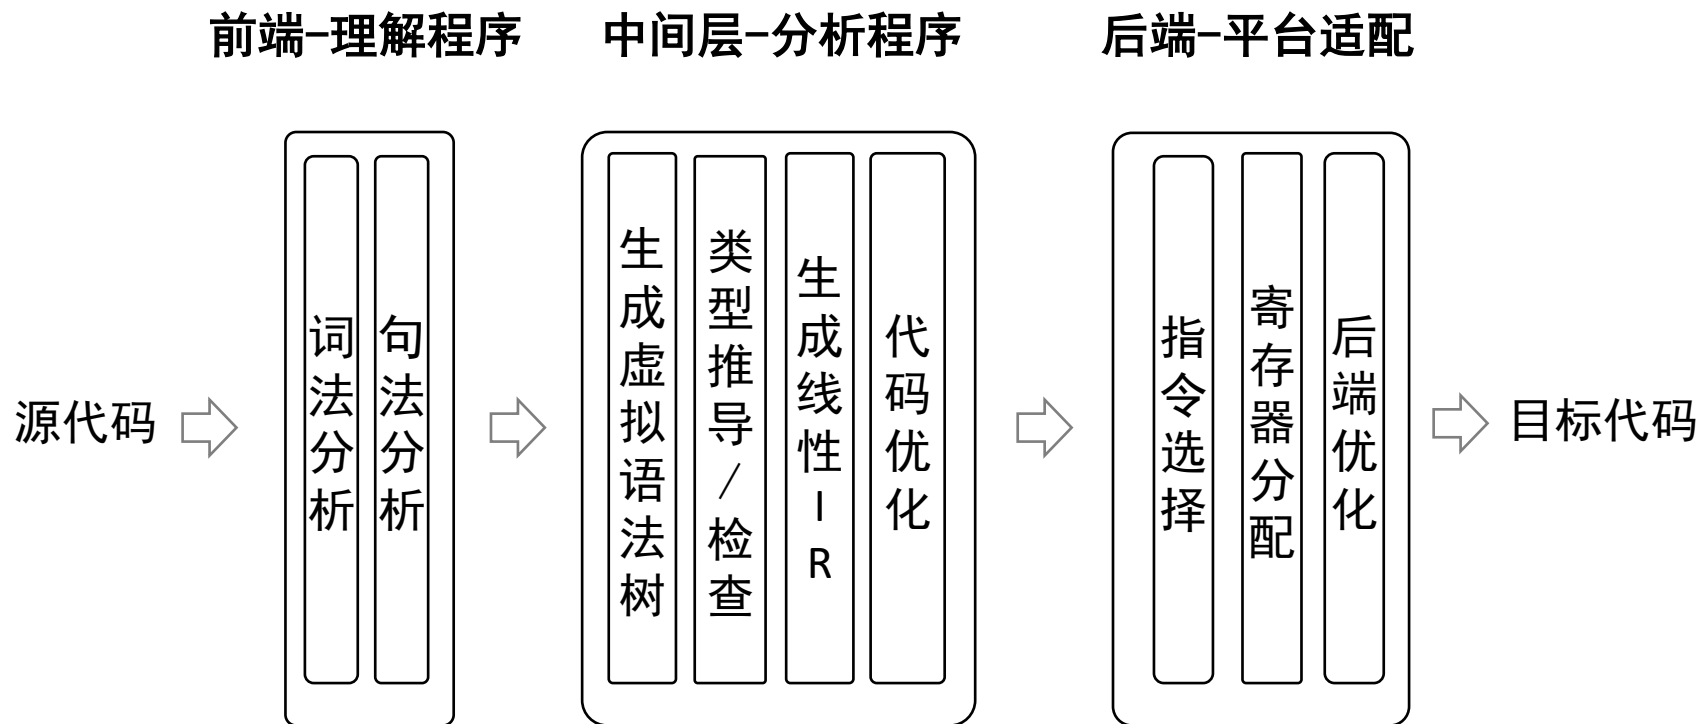 前端-理解程序
中间层-分析程序
后端-平台适配
源代码
词法分析
句法分析
生成虚拟语法树
类型推导/检查
生成线性IR
代码优化
指令选择
寄存器分配
后端优化
目标代码